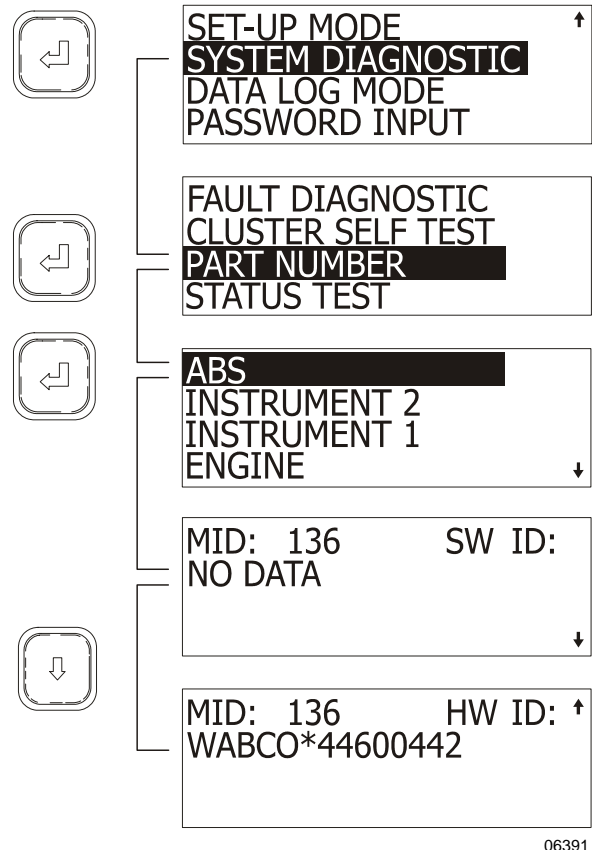 SET-UP MODE
SYSTEM DIAGNOSTIC
DATA LOG MODE
PASSWORD INPUT
FAULT DIAGNOSTIC
CLUSTER SELF TEST
PART NUMBER
STATUS TEST
ABS
INSTRUMENT 2
INSTRUMENT 1
ENGINE
MID: 136 SW ID:
NO DATA
MID: 136 HW ID:
WABCO*44600442
06391